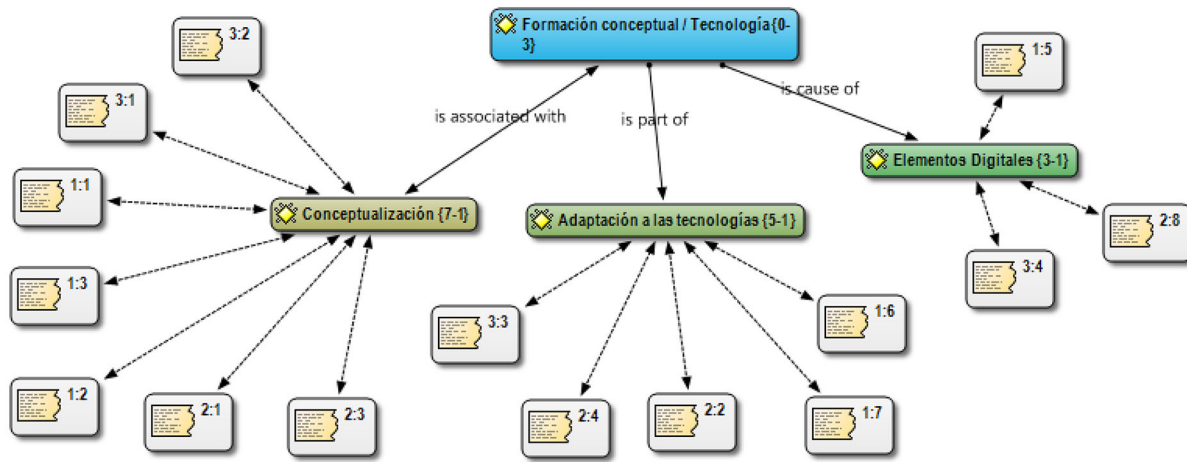 Formación conceptual / Tecnología{0-
3}
3:2
1:5
3:1
is cause of
is associated with
is part of
Elementos Digitales {3-1}
1:1
Conceptualización {7-1}
Adaptación a las tecnologías {5-1}
2:8
3:4
1:3
1:6
3:3
1:2
2:1
2:3
2:4
2:2
1:7